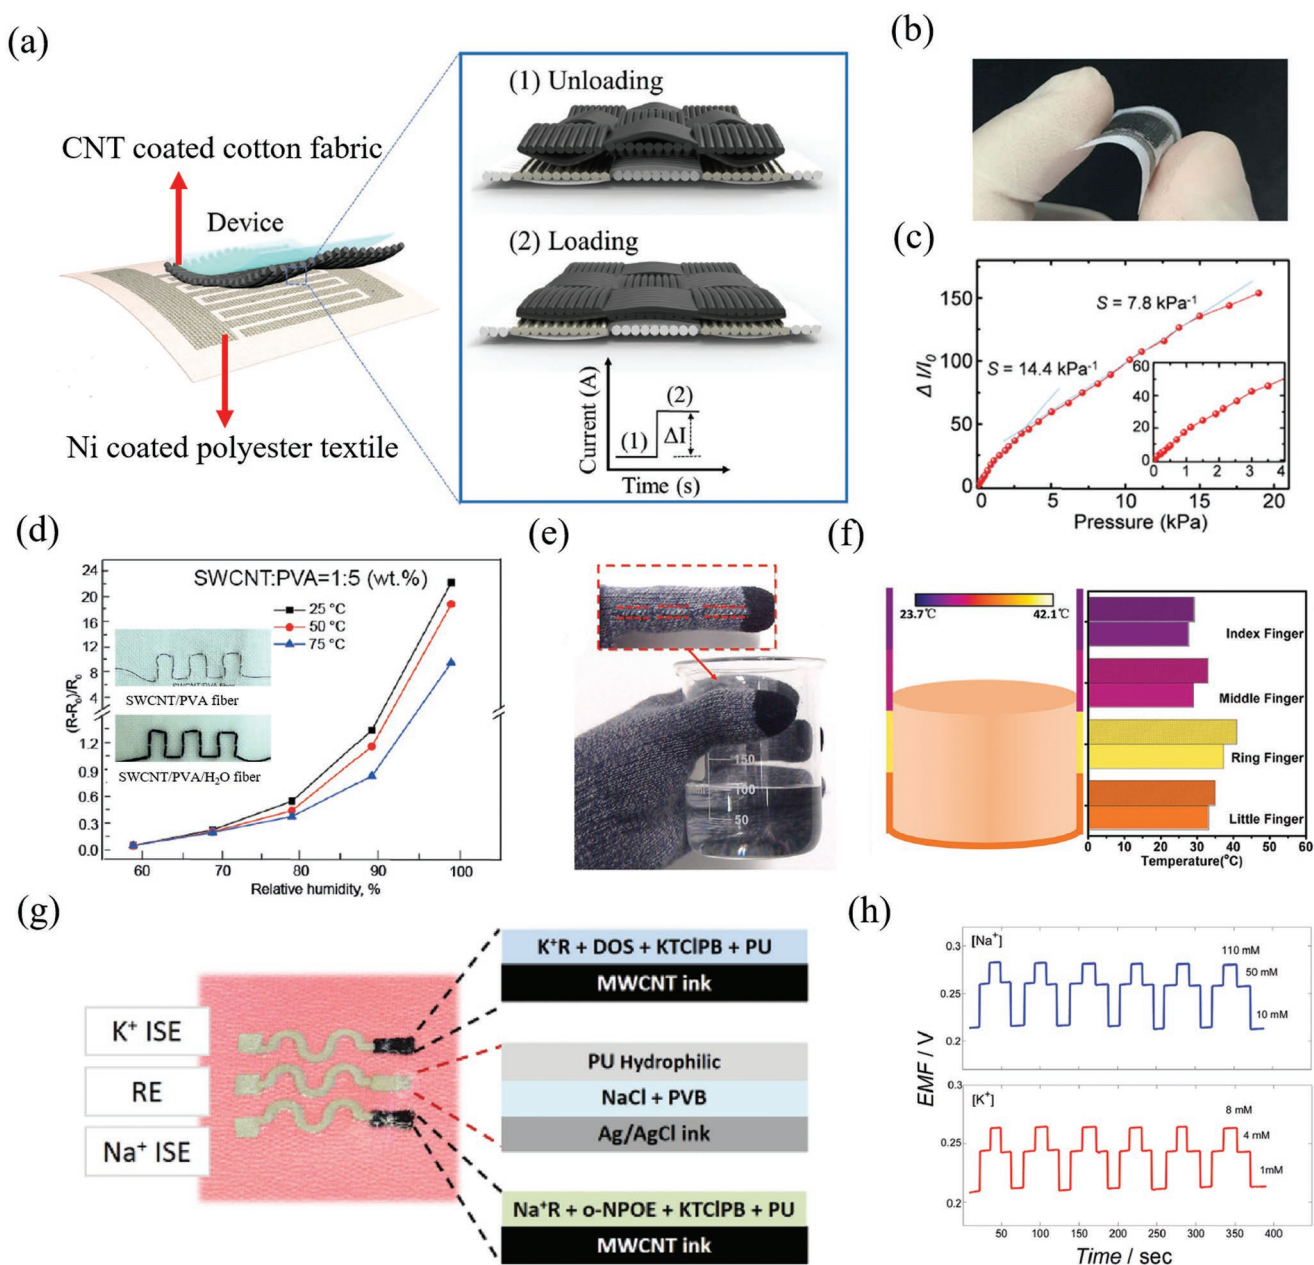 (a)
CNT coated cotton fabric
Device
Ni coated polyester textile
(1) Unloading
(2) Loading
Current (A)
(1)
(2)
ΔI
Time (s)
(b)
(c)
Δ I/I0
150
100
50
0
S = 7.8 kPa-1
S = 14.4 kPa-1
60
40
20
0
0 1 2 3 4
0 5 10 15 20
Pressure (kPa)
(d)
SWCNT:PVA=1:5 (wt.%)
25 °C
50 °C
75 °C
(R-R0)/R0
24
22
20
18
16
14
12
10
8
6
4
1.2
0.9
0.6
0.3
0.0
SWCNT/PVA fiber
SWCNT/PVA fiber
SWCNT/PVA/H2O fiber
60 70 80 90 100
Relative humidity, %
(e)
150
100
50
(f)
23.7℃ 42.1℃
Index Finger
Middle Finger
Ring Finger
Little Finger
0 10 20 30 40 50 60
Temperature(°C)
(g)
K+ ISE
RE
Na+ ISE
K+R + DOS + KTClPB + PU
MWCNT ink
PU Hydrophilic
NaCl + PVB
Ag/AgCl ink
Na+R + o-NPOE + KTClPB + PU
MWCNT ink
(h)
EMF / V
0.3
0.25
0.2
[Na+]
110 mM
50 mM
10 mM
0.3
0.25
0.2
[K+]
8 mM
4 mM
1mM
50 100 150 200 250 300 350 400
Time / sec